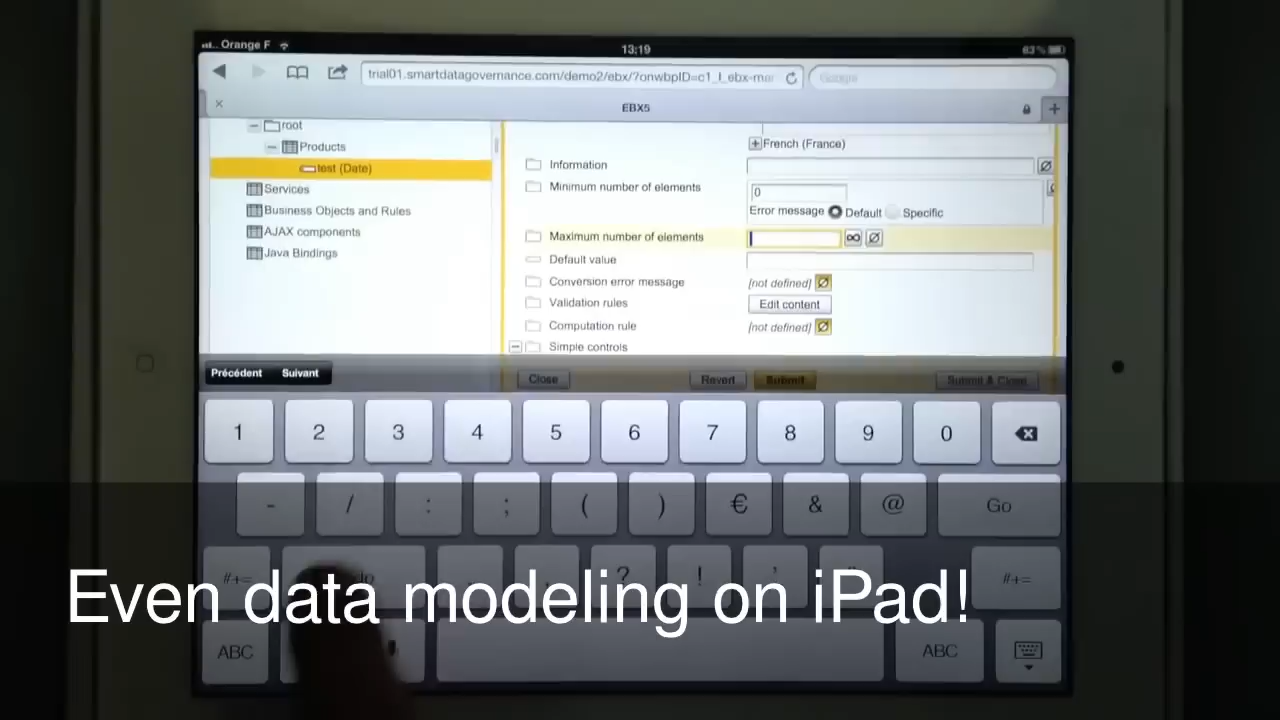 Orange F
13:19
83 %
trial01.smartdatagovernance.com/demo2/ebx/?onwbpID=c1_I_ebx-mar
Google
EBX5
root
Products
test (Date)
Services
Business Objects and Rules
AJAX components
Java Bindings
French (France)
Information
Minimum number of elements
0
Error message Default Specific
Maximum number of elements
Default value
Conversion error message [not defined]
Validation rules Edit content
Computation rule [not defined]
Simple controls
Précédent Suivant
Close Revert Submit Submit & Close
1 2 3 4 5 6 7 8 9 0
- / : ; ( ) € & @ Go
#+= . , ? ! ' " #+=
Even data modeling on iPad!
ABC ABC